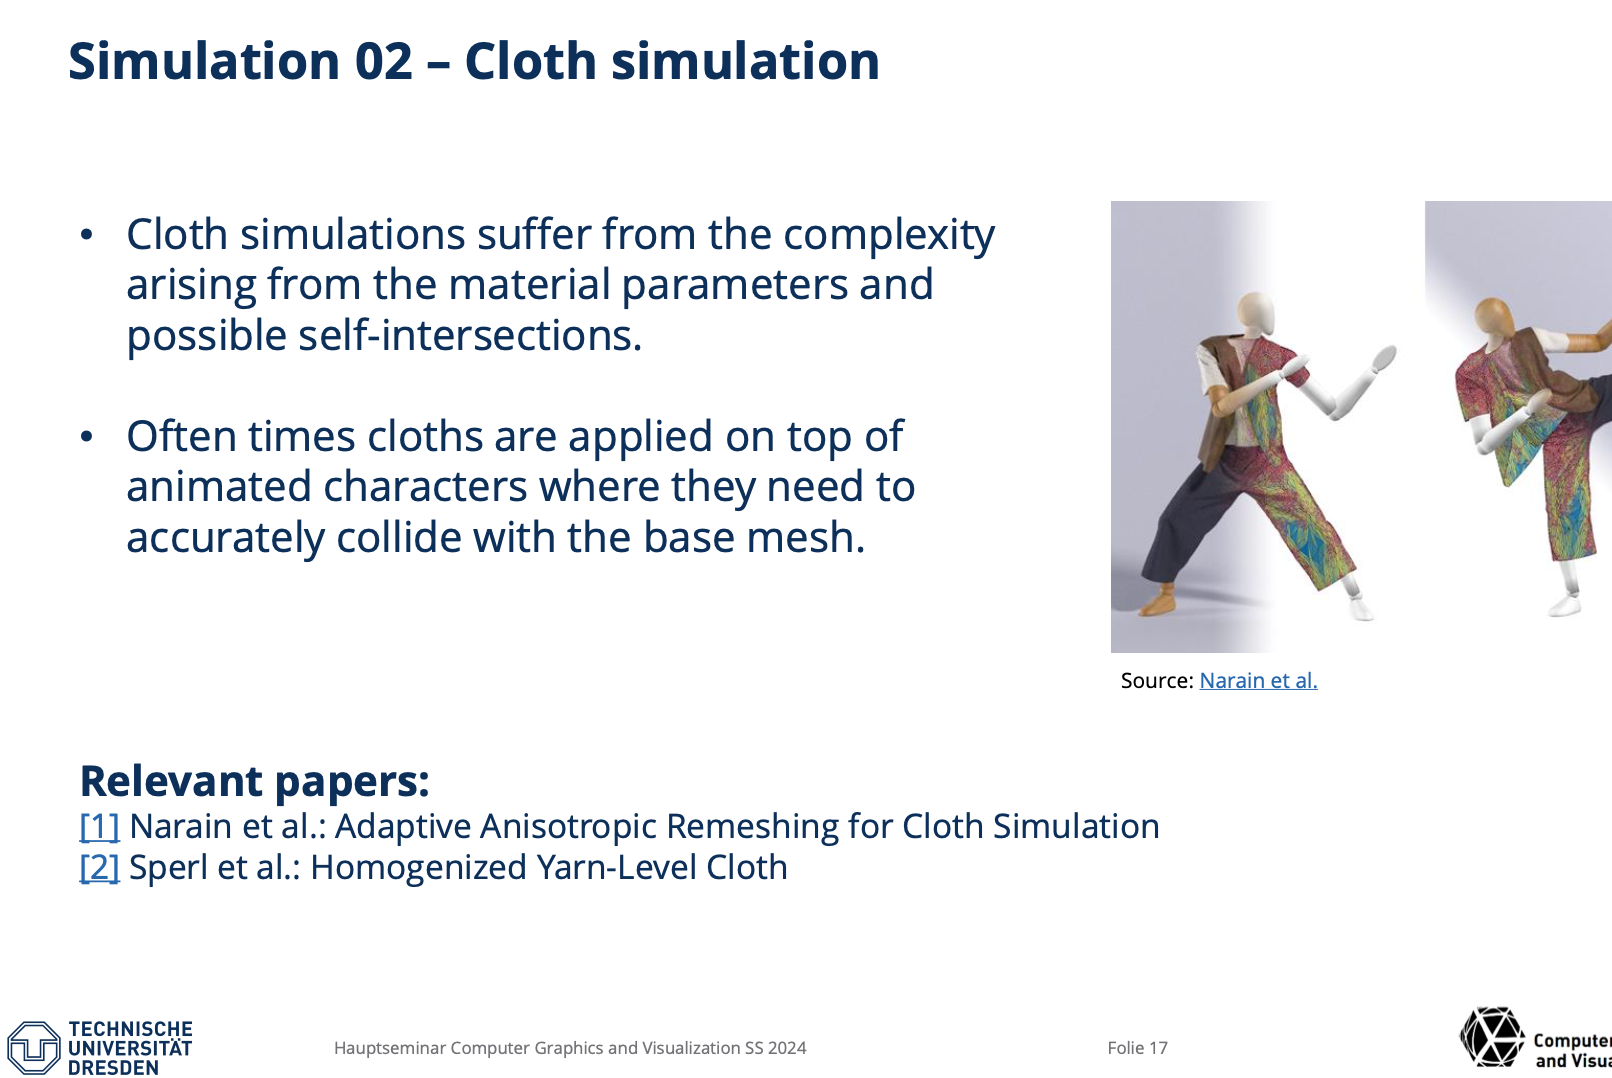 Simulation 02 – Cloth simulation
• Cloth simulations suffer from the complexity
arising from the material parameters and
possible self-intersections.
• Often times cloths are applied on top of
animated characters where they need to
accurately collide with the base mesh.
Source: Narain et al.
Relevant papers:
[1] Narain et al.: Adaptive Anisotropic Remeshing for Cloth Simulation
[2] Sperl et al.: Homogenized Yarn-Level Cloth
TECHNISCHE
UNIVERSITÄT
DRESDEN
Hauptseminar Computer Graphics and Visualization SS 2024
Folie 17
Computer
and Visua